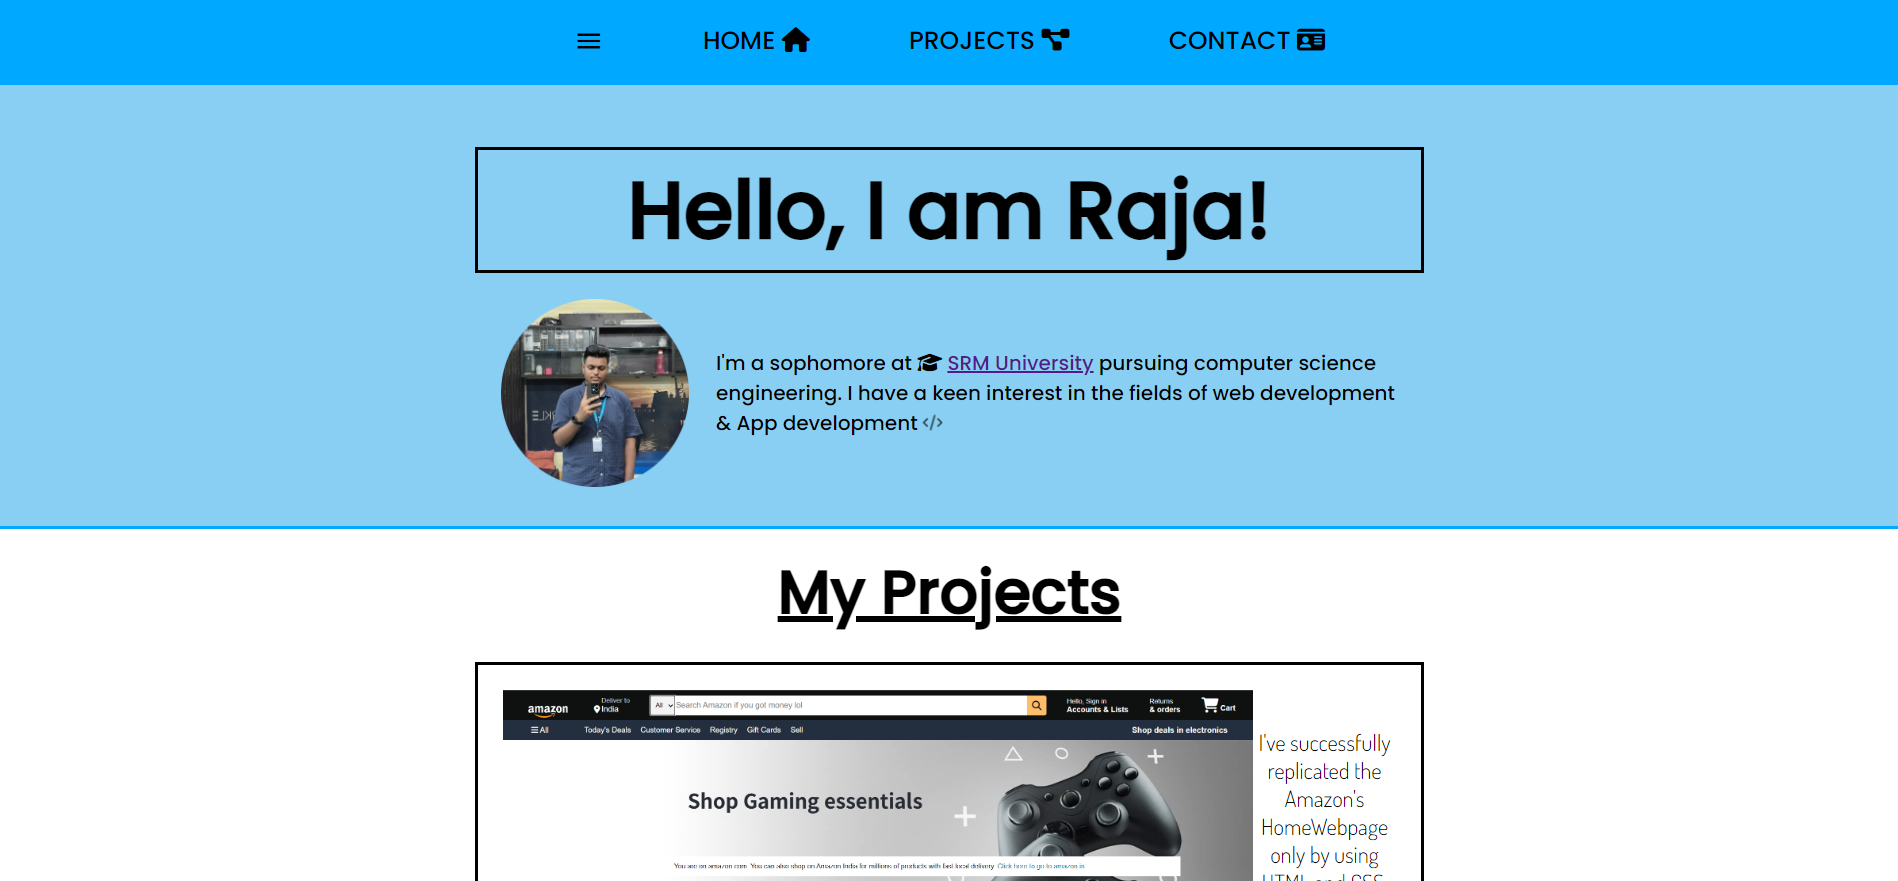 HOME
PROJECTS
CONTACT
Hello, I am Raja!
I'm a sophomore at SRM University pursuing computer science
engineering. I have a keen interest in the fields of web development
& App development </>
My Projects
amazon
Deliver to
India
All
Search Amazon if you got money lol
Hello, Sign in
Accounts & Lists
Returns
& orders
Cart
All
Today's Deals
Customer Service
Registry
Gift Cards
Sell
Shop deals in electronics
Shop Gaming essentials
You are on amazon.com. You can also shop on Amazon India for millions of products with fast local delivery. Click here to go to amazon.in
I've successfully
replicated the
Amazon's
HomeWebpage
only by using
HTML and CSS